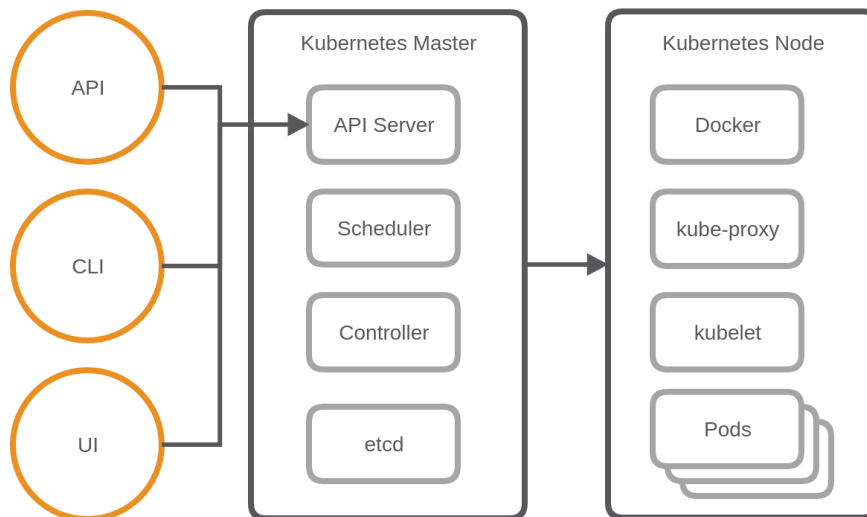 API
CLI
UI
Kubernetes Master
API Server
Scheduler
Controller
etcd
Kubernetes Node
Docker
kube-proxy
kubelet
Pods